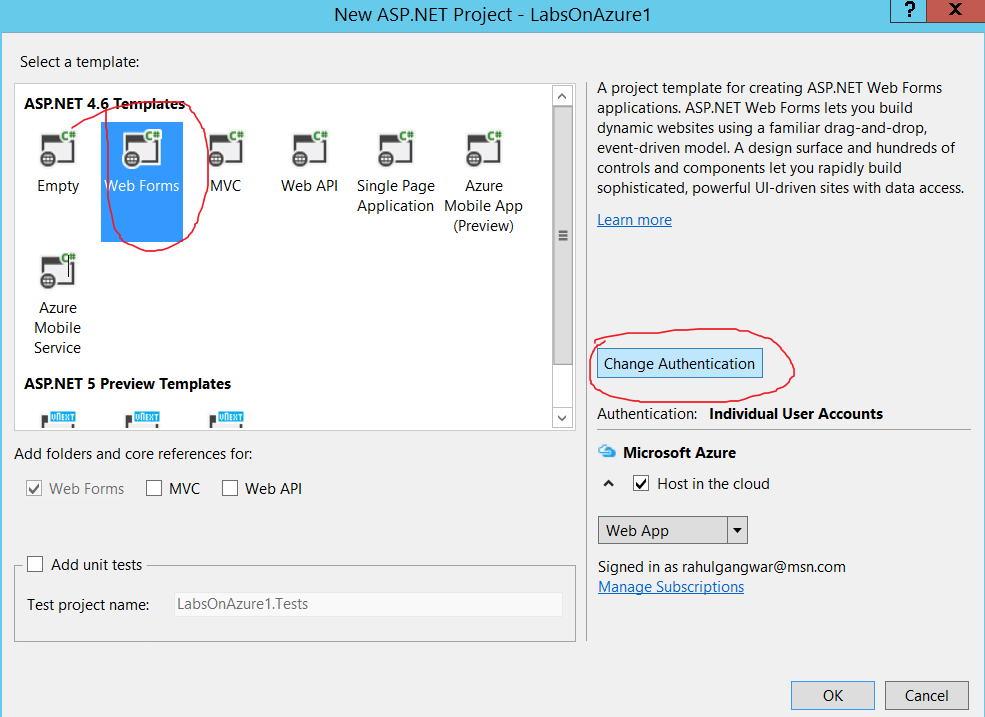 New ASP.NET Project - LabsOnAzure1
?
X
Select a template:
ASP.NET 4.6 Templates
C#
C#
C#
C#
C#
C#
Empty
Web Forms
MVC
Web API
Single Page
Application
Azure
Mobile App
(Preview)
C#
Azure
Mobile
Service
ASP.NET 5 Preview Templates
VNEXT
VNEXT
VNEXT
Add folders and core references for:
Web Forms
MVC
Web API
Add unit tests
Test project name:
LabsOnAzure1.Tests
A project template for creating ASP.NET Web Forms
applications. ASP.NET Web Forms lets you build
dynamic websites using a familiar drag-and-drop,
event-driven model. A design surface and hundreds of
controls and components let you rapidly build
sophisticated, powerful UI-driven sites with data access.
Learn more
Change Authentication
Authentication: Individual User Accounts
Microsoft Azure
Host in the cloud
Web App
Signed in as rahulgangwar@msn.com
Manage Subscriptions
OK
Cancel